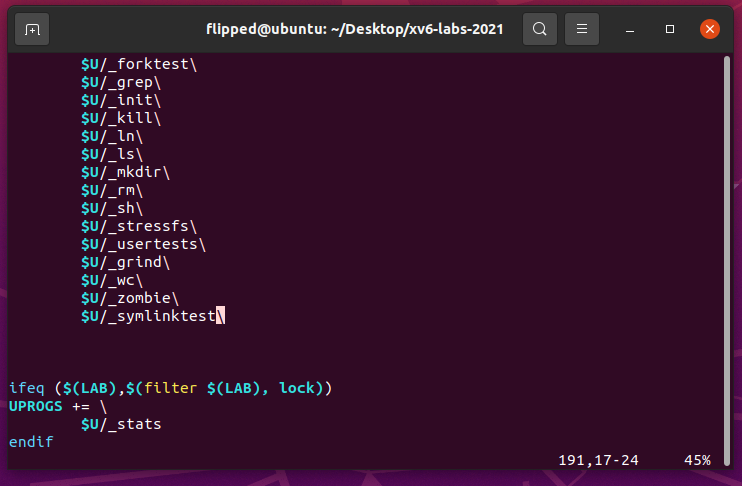 flipped@ubuntu: ~/Desktop/xv6-labs-2021
$U/_forktest\
$U/_grep\
$U/_init\
$U/_kill\
$U/_ln\
$U/_ls\
$U/_mkdir\
$U/_rm\
$U/_sh\
$U/_stressfs\
$U/_usertests\
$U/_grind\
$U/_wc\
$U/_zombie\
$U/_symlinktest\
ifeq ($(LAB),$(filter $(LAB), lock))
UPROGS += \
$U/_stats
endif
191,17-24 45%